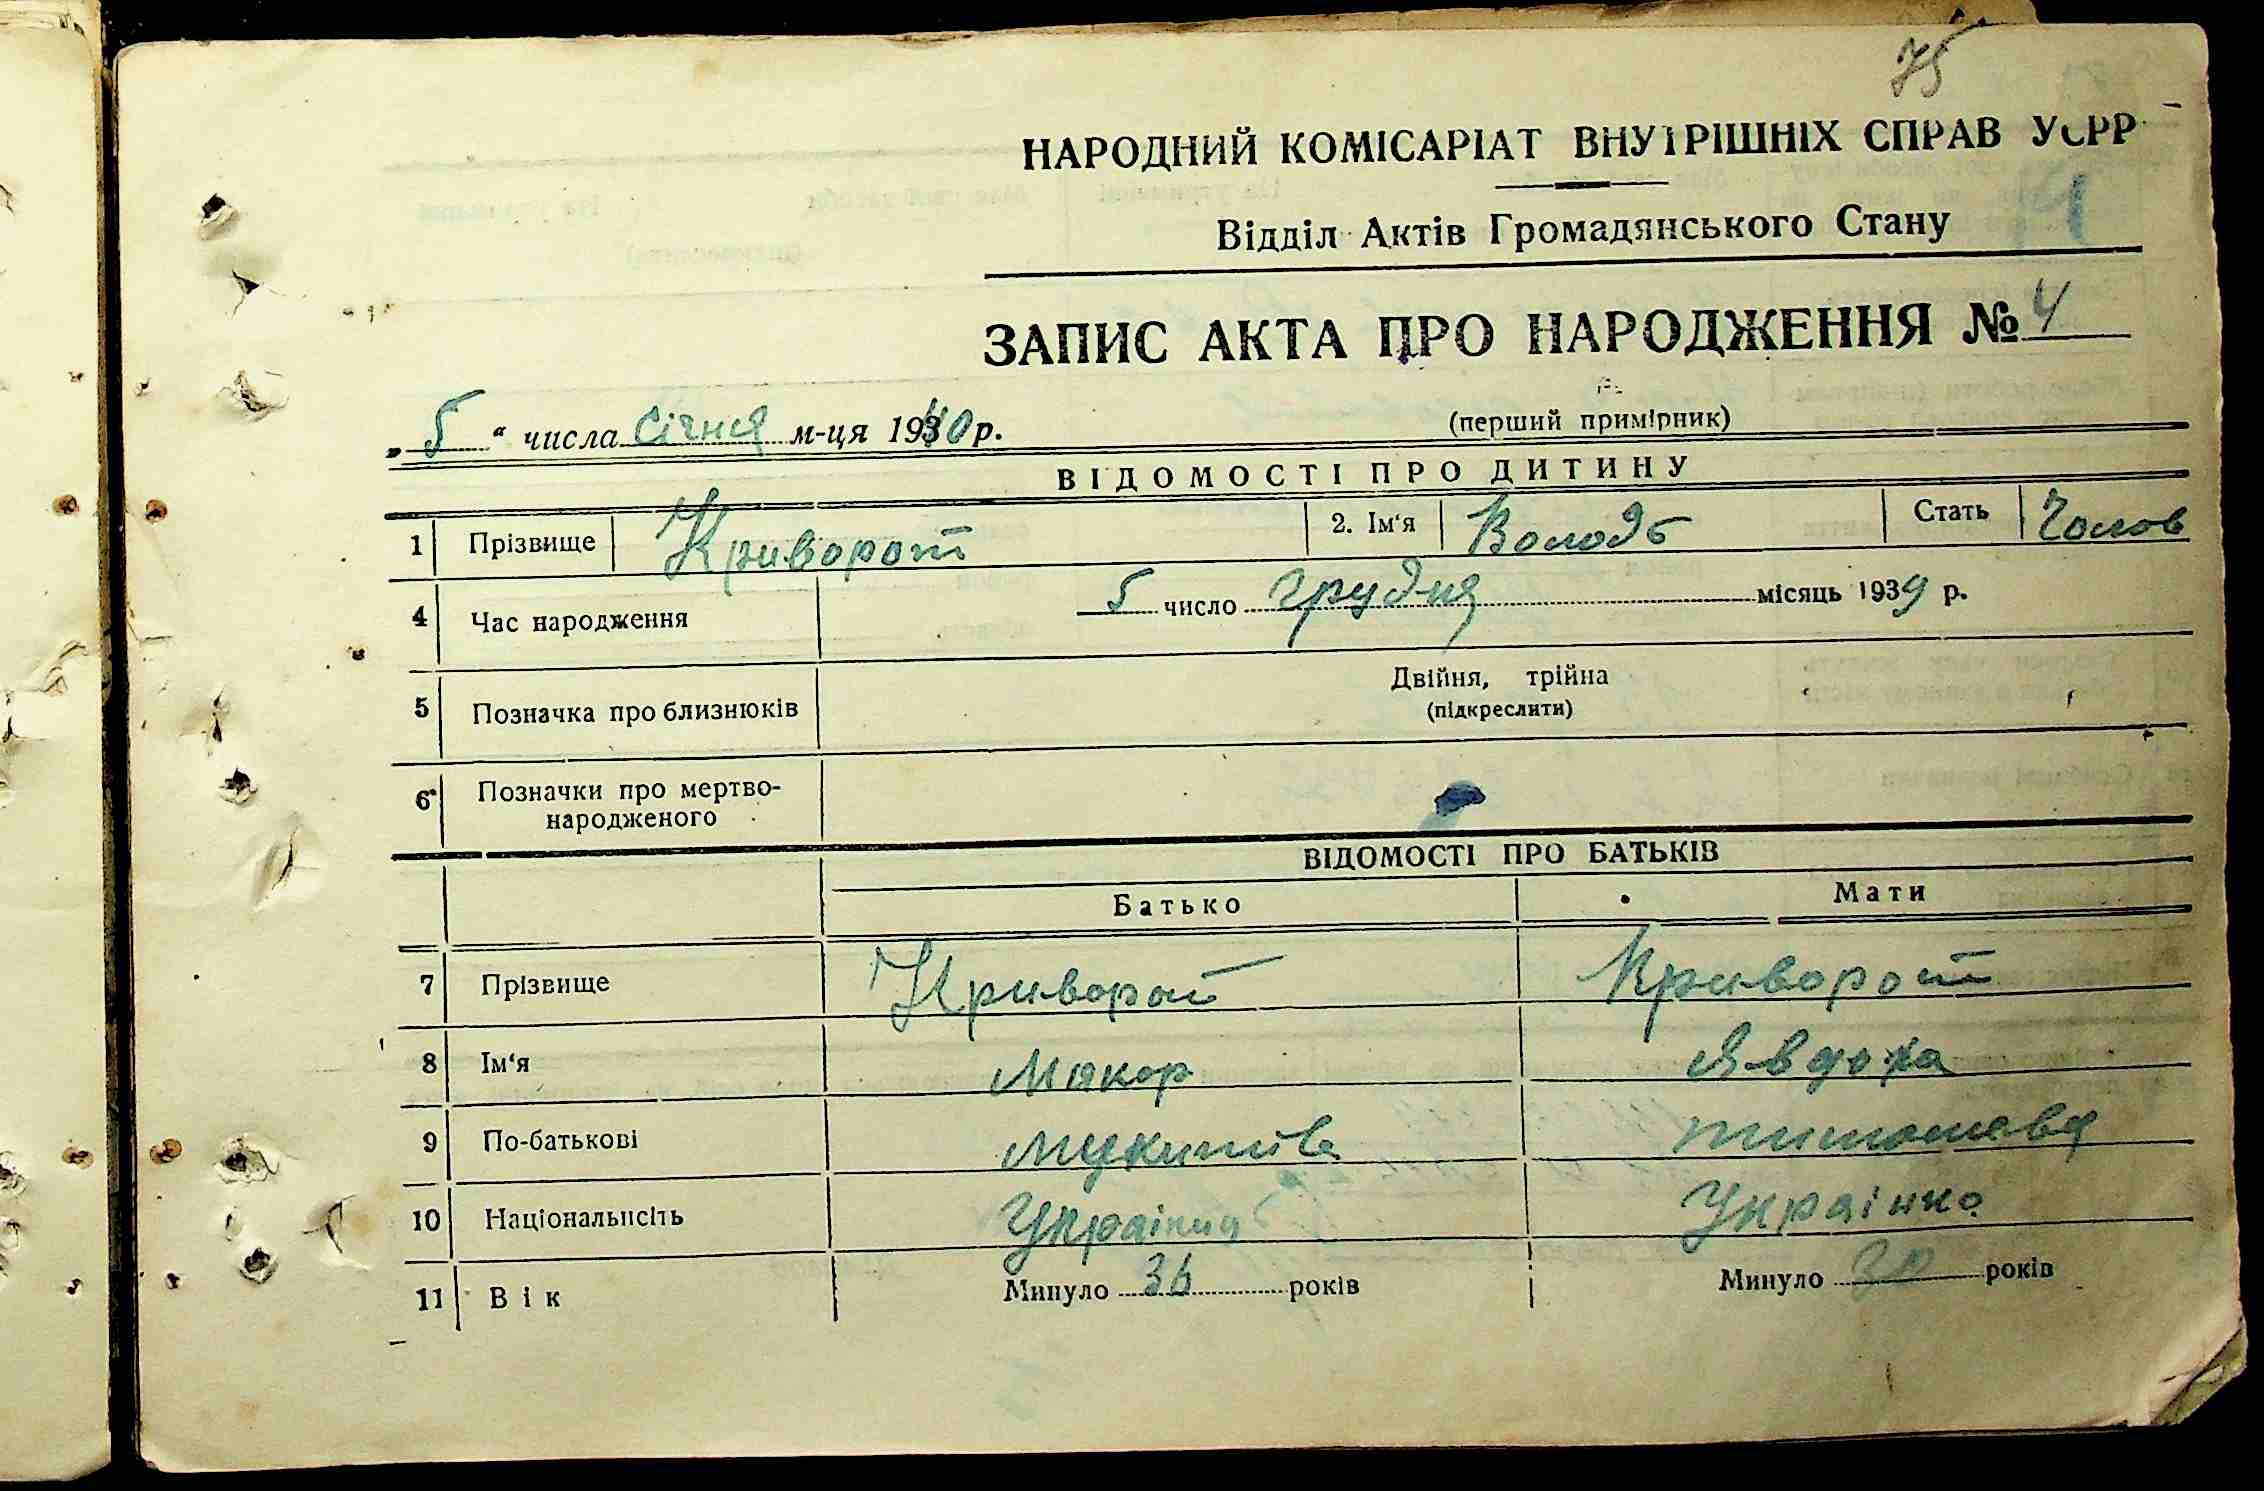 75
НАРОДНИЙ КОМІСАРІАТ ВНУТРІШНІХ СПРАВ УСРР
Відділ Актів Громадянського Стану
ЗАПИС АКТА ПРО НАРОДЖЕННЯ № 4
„5“ числа січня м-ця 1940 р.
(перший примірник)
ВІДОМОСТІ ПРО ДИТИНУ
1 Прізвище Криворот 2. Ім‘я Володь Стать Чолов
4 Час народження 5 число грудня місяць 1939 р.
5 Позначка про близнюків Двійня, трійна
(підкреслити)
6 Позначки про мертво-
народженого
ВІДОМОСТІ ПРО БАТЬКІВ
Батько Мати
7 Прізвище Криворот Криворот
8 Ім‘я Макор Явдоха
9 По-батькові
10 Національність Українка
11 Вік Минуло 36 років Минуло 30 років